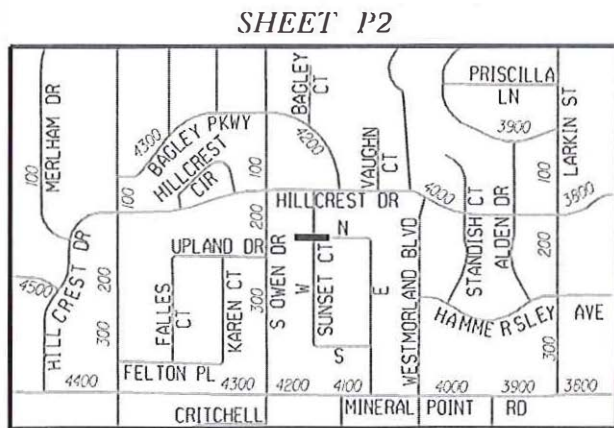 SHEET P2
PRISCILLA
LN
BAGLEY
CT
MERLHAM DR
LARKIN ST
4300
BAGLEY PKWY
4200
3900
VAUGHN
CT
100
100
HILLCREST
CIR
100
100
3800
HILLCREST DR
4000
STANDISH CT
ALDEN DR
200
N
UPLAND DR
S OWEN DR
W
SUNSET CT
E
WESTMORLAND BLVD
HILLCREST DR
200
200
4500
300
FALLES
CT
KAREN CT
300
HAMMERSLEY AVE
300
S
FELTON PL
4400
4300
4200
4100
4000
3900
3800
CRITCHELL
MINERAL POINT RD